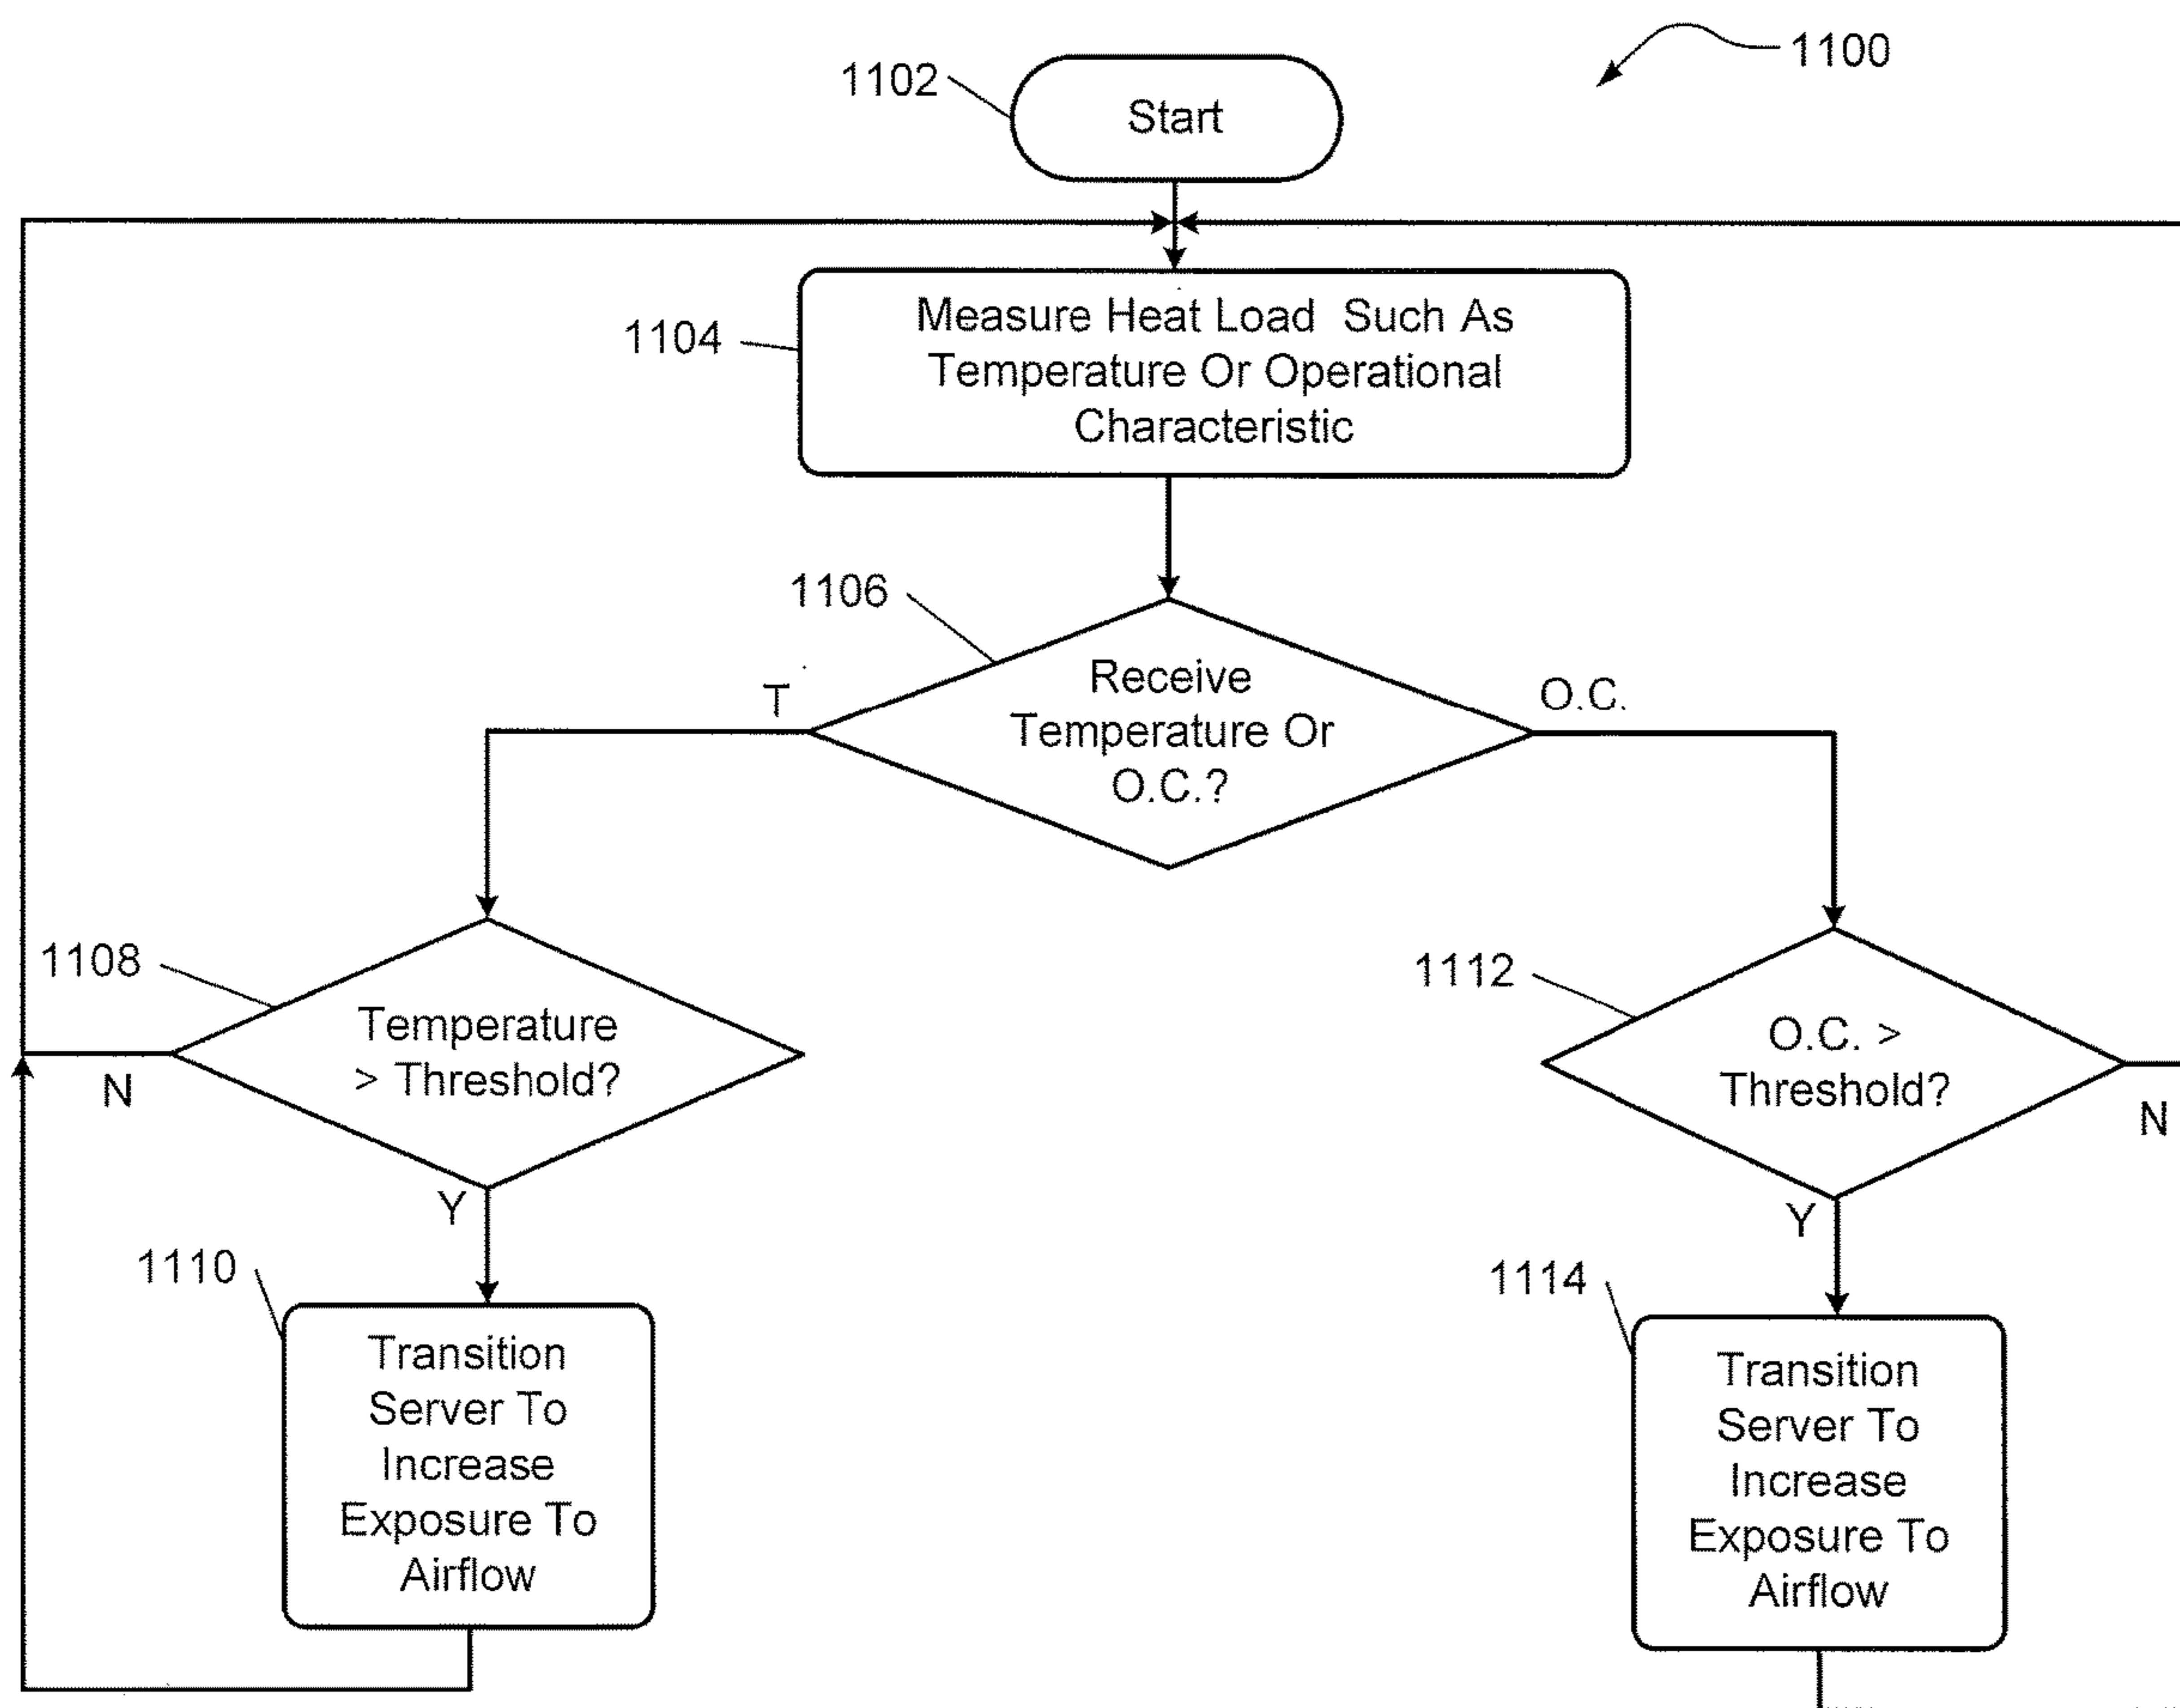 1100
1102
Start
1104
Measure Heat Load Such As
Temperature Or Operational
Characteristic
1106
Receive
Temperature Or
O.C.?
T
O.C.
1108
Temperature
> Threshold?
N
Y
1112
O.C. >
Threshold?
N
Y
1110
Transition
Server To
Increase
Exposure To
Airflow
1114
Transition
Server To
Increase
Exposure To
Airflow